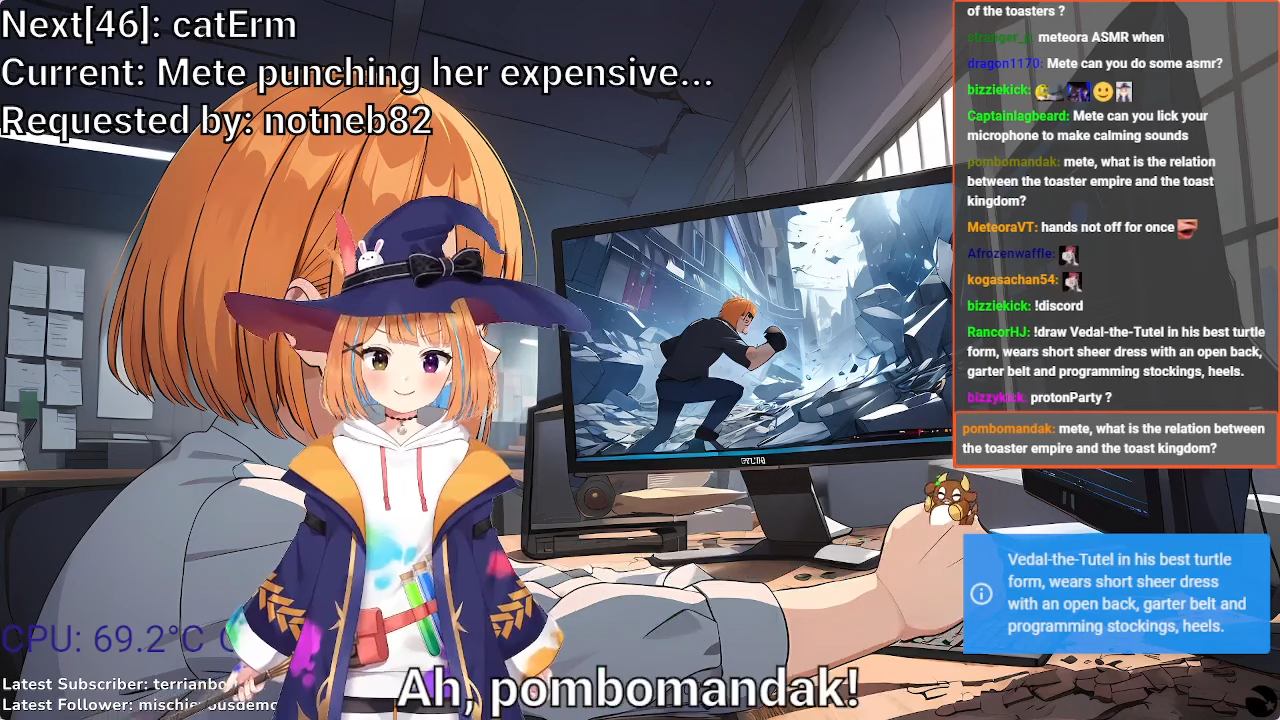 Next[46]: catErm
Current: Mete punching her expensive...
Requested by: notneb82
of the toasters ?
meteora ASMR when
dragon1170: Mete can you do some asmr?
bizziekick:
Captainlagbeard: Mete can you lick your
microphone to make calming sounds
pombomandak: mete, what is the relation
between the toaster empire and the toast
kingdom?
MeteoraVT: hands not off for once
Afrozenwaffle:
kogasachan54:
bizziekick: !discord
RancorHJ: !draw Vedal-the-Tutel in his best turtle
form, wears short sheer dress with an open back,
garter belt and programming stockings, heels.
bizzykick: protonParty ?
pombomandak: mete, what is the relation between
the toaster empire and the toast kingdom?
Vedal-the-Tutel in his best turtle
form, wears short sheer dress
with an open back, garter belt and
programming stockings, heels.
CPU: 69.2°C
Latest Subscriber:
Latest Follower:
Ah, pombomandak!